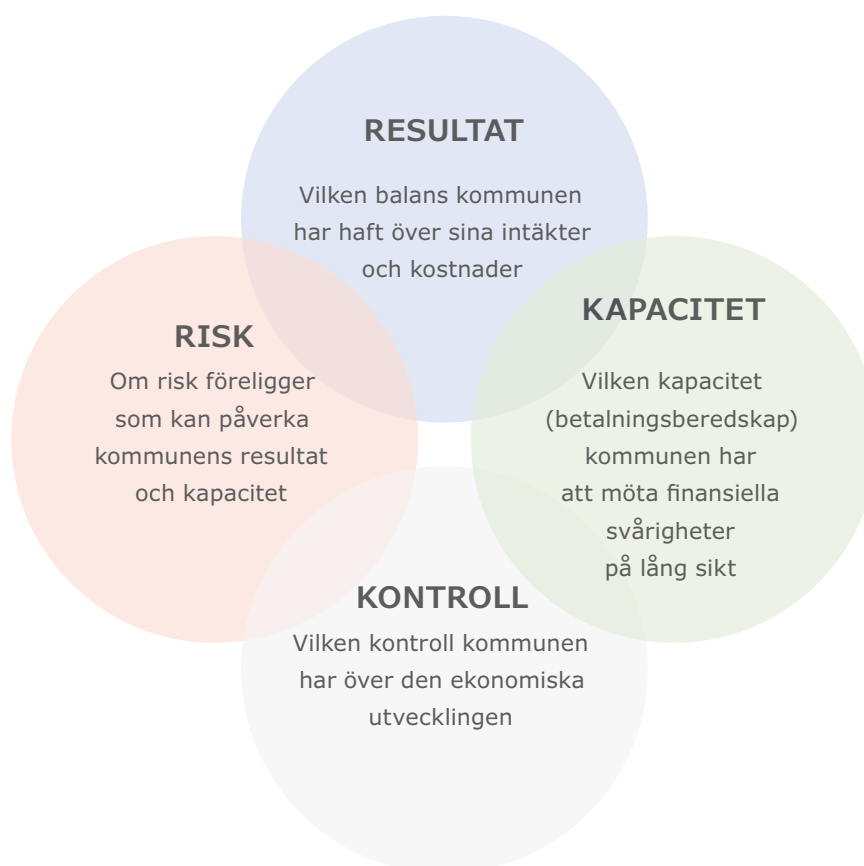 RESULTAT
Vilken balans kommunen
har haft över sina intäkter
och kostnader
RISK
Om risk föreligger
som kan påverka
kommunens resultat
och kapacitet
KAPACITET
Vilken kapacitet
(betalningsberedskap)
kommunen har
att möta finansiella
svårigheter
på lång sikt
KONTROLL
Vilken kontroll kommunen
har över den ekonomiska
utvecklingen